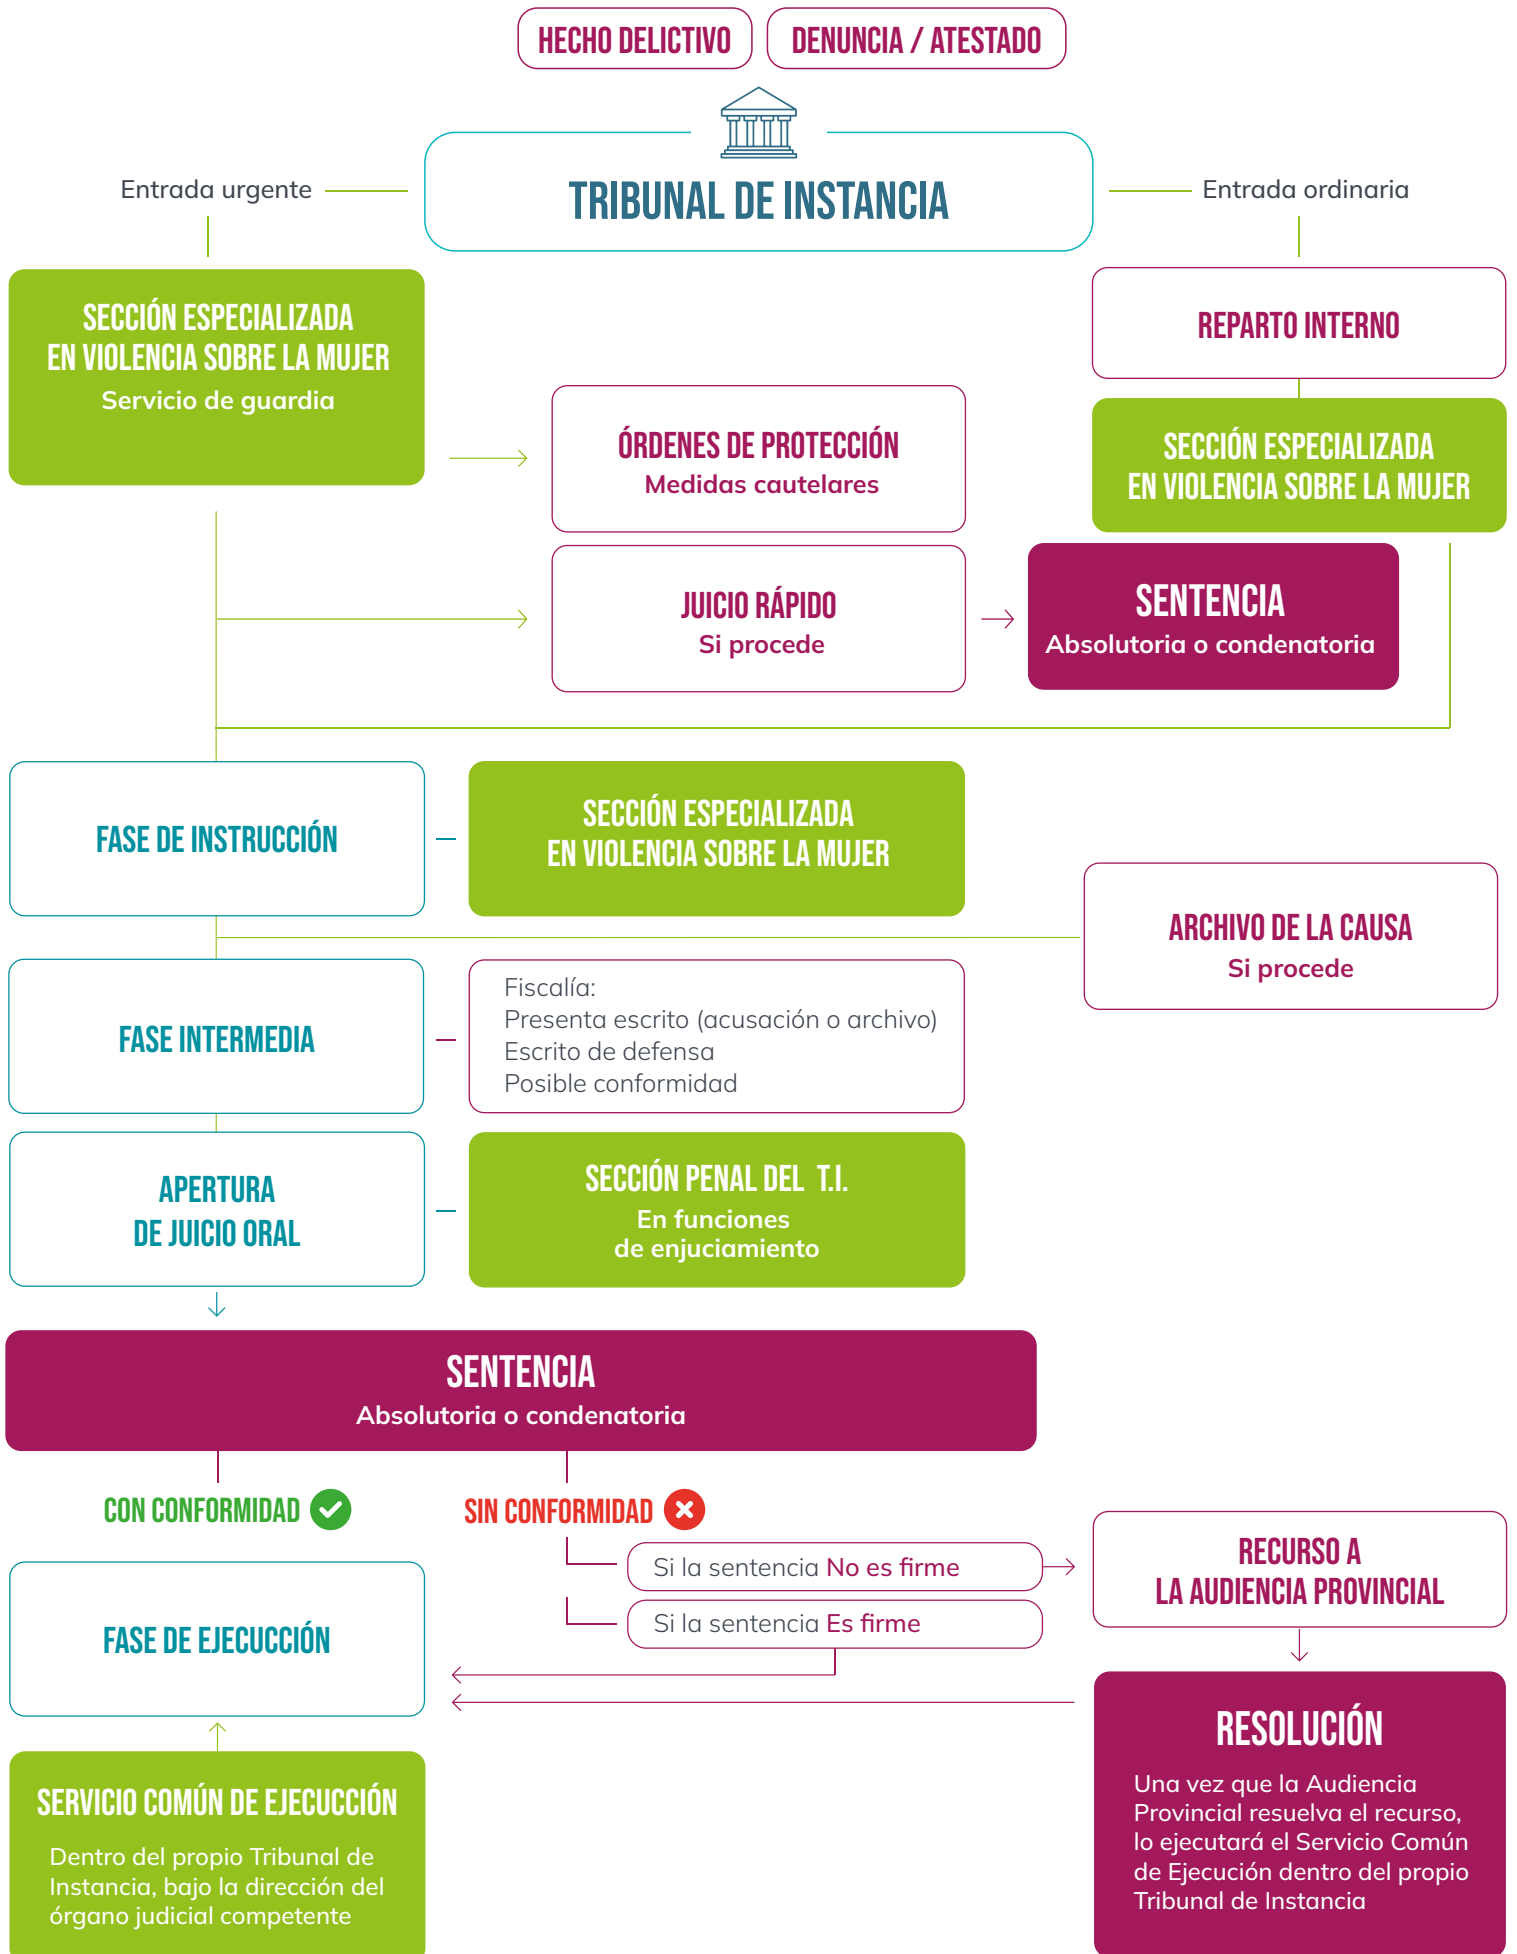 HECHO DELICTIVO
DENUNCIA / ATESTADO
TRIBUNAL DE INSTANCIA
Entrada urgente
Entrada ordinaria
SECCIÓN ESPECIALIZADA
EN VIOLENCIA SOBRE LA MUJER
Servicio de guardia
REPARTO INTERNO
ÓRDENES DE PROTECCIÓN
Medidas cautelares
SECCIÓN ESPECIALIZADA
EN VIOLENCIA SOBRE LA MUJER
JUICIO RÁPIDO
Si procede
SENTENCIA
Absolutoria o condenatoria
FASE DE INSTRUCCIÓN
SECCIÓN ESPECIALIZADA
EN VIOLENCIA SOBRE LA MUJER
ARCHIVO DE LA CAUSA
Si procede
FASE INTERMEDIA
Fiscalía:
Presenta escrito (acusación o archivo)
Escrito de defensa
Posible conformidad
APERTURA
DE JUICIO ORAL
SECCIÓN PENAL DEL T.I.
En funciones
de enjuciamiento
SENTENCIA
Absolutoria o condenatoria
CON CONFORMIDAD
SIN CONFORMIDAD
Si la sentencia No es firme
Si la sentencia Es firme
RECURSO A
LA AUDIENCIA PROVINCIAL
FASE DE EJECUCCIÓN
RESOLUCIÓN
Una vez que la Audiencia
Provincial resuelva el recurso,
lo ejecutará el Servicio Común
de Ejecución dentro del propio
Tribunal de Instancia
SERVICIO COMÚN DE EJECUCCIÓN
Dentro del propio Tribunal de
Instancia, bajo la dirección del
órgano judicial competente